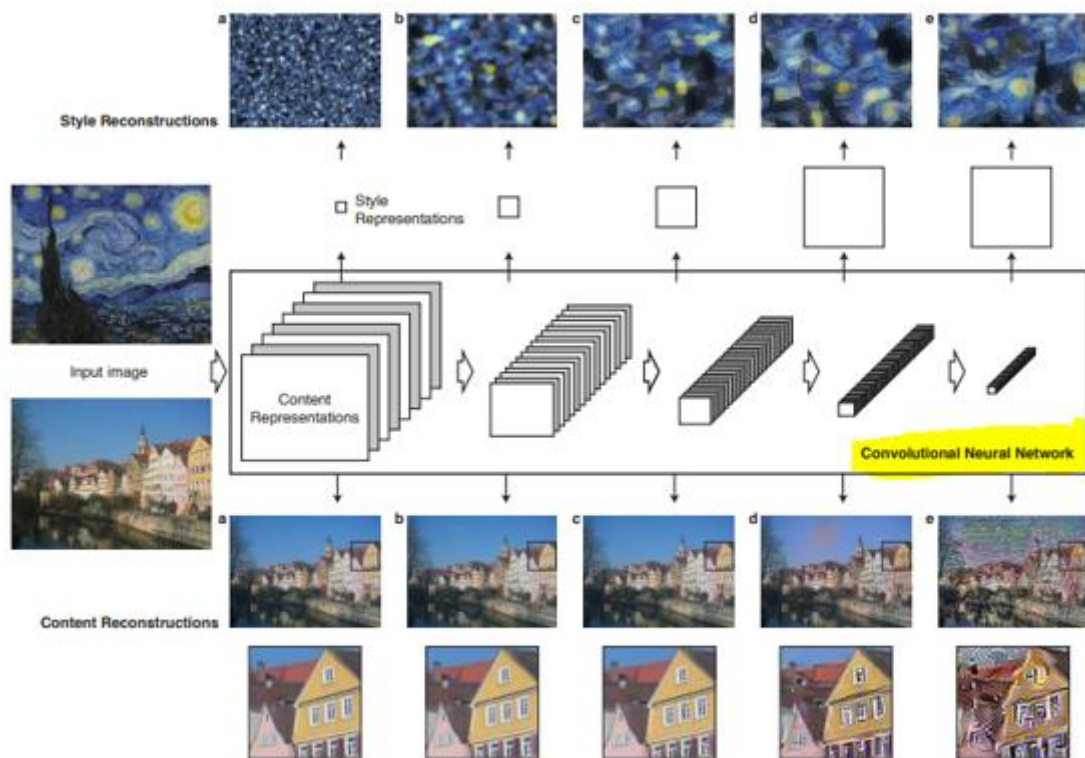 a
b
c
d
e
Style Reconstructions
Style
Representations
Input image
Content
Representations
Convolutional Neural Network
a
b
c
d
e
Content Reconstructions